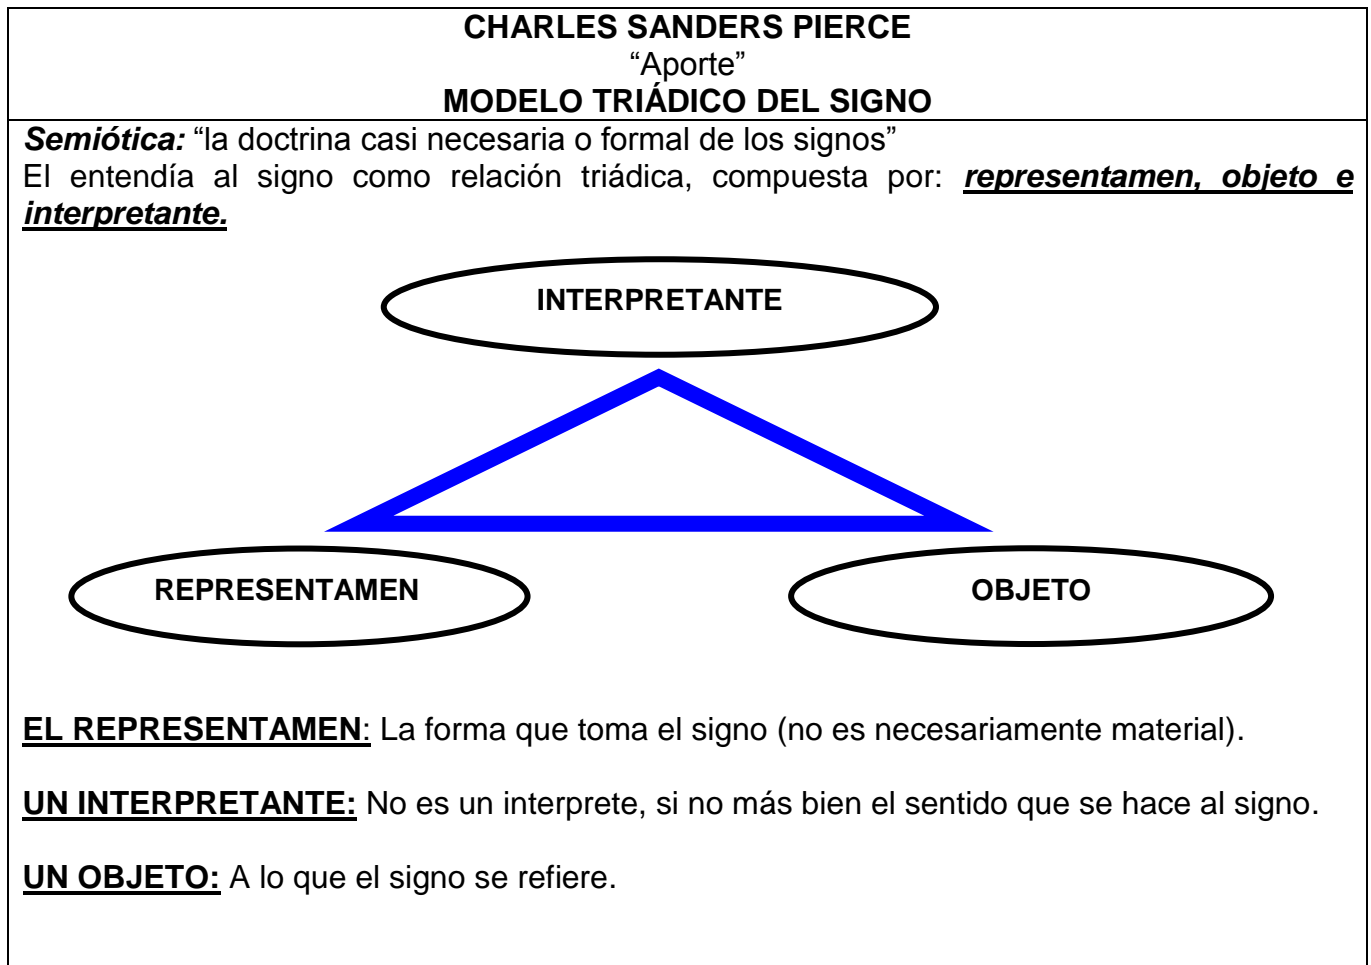 CHARLES SANDERS PIERCE
“Aporte”
MODELO TRIÁDICO DEL SIGNO
Semiótica: “la doctrina casi necesaria o formal de los signos”
El entendía al signo como relación triádica, compuesta por: representamen, objeto e
interpretante.
INTERPRETANTE
REPRESENTAMEN
OBJETO
EL REPRESENTAMEN: La forma que toma el signo (no es necesariamente material).
UN INTERPRETANTE: No es un interprete, si no más bien el sentido que se hace al signo.
UN OBJETO: A lo que el signo se refiere.